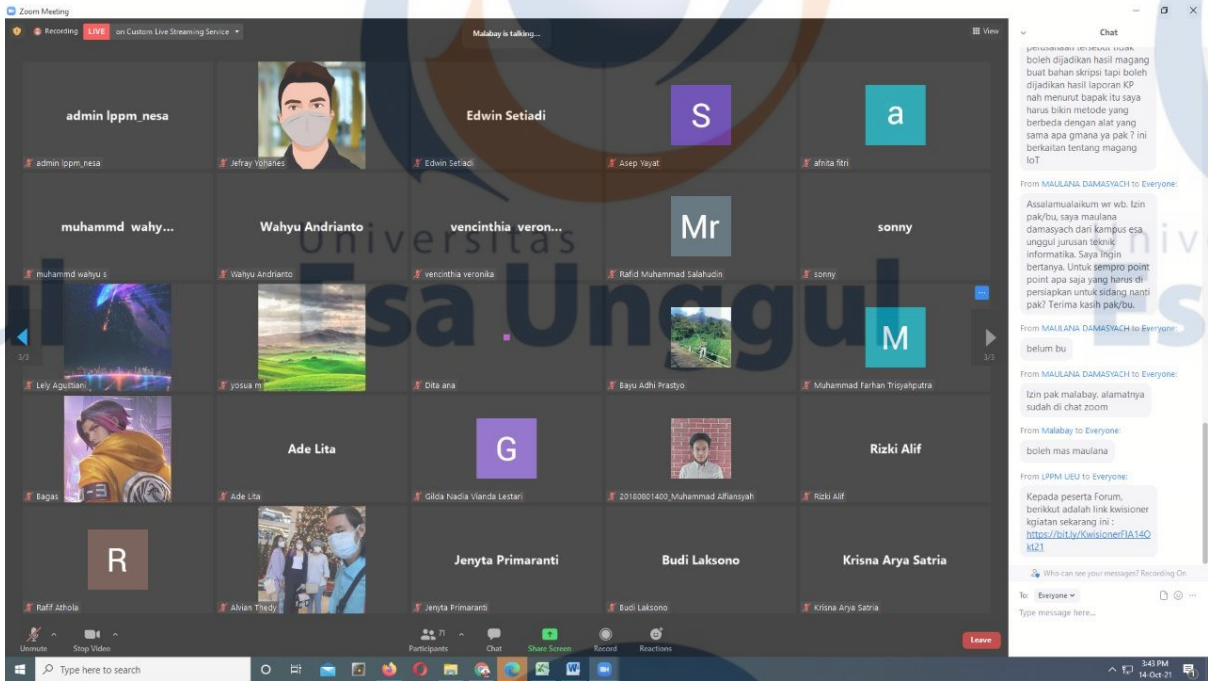 Zoom Meeting
Recording LIVE on Custom Live Streaming Service
Malabay is talking...
View
admin lppm_nesa
Edwin Setiadi
S
a
admin lppm_nesa
Jefray Yohanes
Edwin Setiadi
Asep Yayat
afnita fitri
muhammd wahy...
Wahyu Andrianto
vencinthia veron...
Mr
sonny
muhammd wahyu s
Wahyu Andrianto
vencinthia veronika
Rafid Muhammad Salahudin
sonny
Universitas
Esa Unggul
M
3/3
3/3
Lely Agustiani
yosua m
Dita ana
Bayu Adhi Prastyo
Muhammad Farhan Trisyahputra
Ade Lita
G
Rizki Alif
Bagas
Ade Lita
Gilda Nadia Vianda Lestari
20180801400_Muhammad Alfiansyah
Rizki Alif
R
Jenyta Primaranti
Budi Laksono
Krisna Arya Satria
Rafif Athola
Alvian Thedy
Jenyta Primaranti
Budi Laksono
Krisna Arya Satria
Unmute
Stop Video
Participants 71
Chat
Share Screen
Record
Reactions
Leave
Chat
perusahaan tersebut tidak
boleh dijadikan hasil magang
buat bahan skripsi tapi boleh
dijadikan hasil laporan KP
nah menurut bapak itu saya
harus bikin metode yang
berbeda dengan alat yang
sama apa gmana ya pak ? ini
berkaitan tentang magang
IoT
From MAULANA DAMASYACH to Everyone:
Assalamualaikum wr wb. Izin
pak/bu, saya maulana
damasyach dari kampus esa
unggul jurusan teknik
informatika. Saya Ingin
bertanya. Untuk sempro point
point apa saja yang harus di
persiapkan untuk sidang nanti
pak? Terima kasih pak/bu.
From MAULANA DAMASYACH to Everyone:
belum bu
From MAULANA DAMASYACH to Everyone:
Izin pak malabay, alamatnya
sudah di chat zoom
From Malabay to Everyone:
boleh mas maulana
From LPPM UEU to Everyone:
Kepada peserta Forum,
berikkut adalah link kwisioner
kgiatan sekarang ini :
https://bit.ly/KwisionerFIA14O
kt21
Who can see your messages? Recording On
To: Everyone
Type message here...
Type here to search
3:43 PM
14-Oct-21